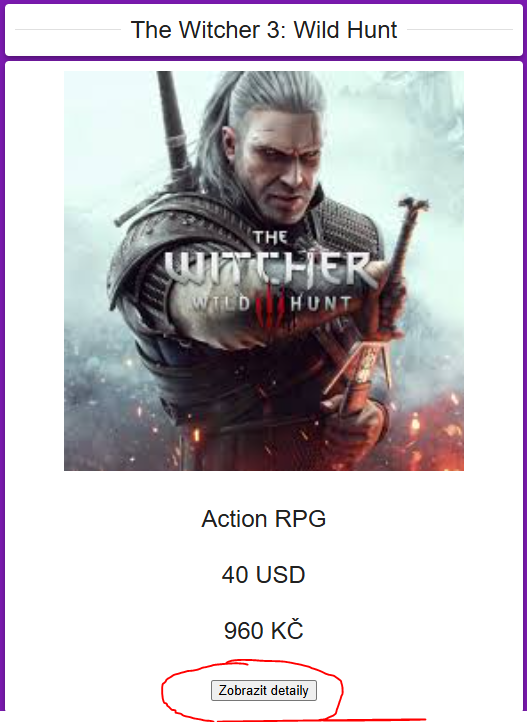 The Witcher 3: Wild Hunt
THE
WITCHER
WILD HUNT
Action RPG
40 USD
960 KČ
Zobrazit detaily